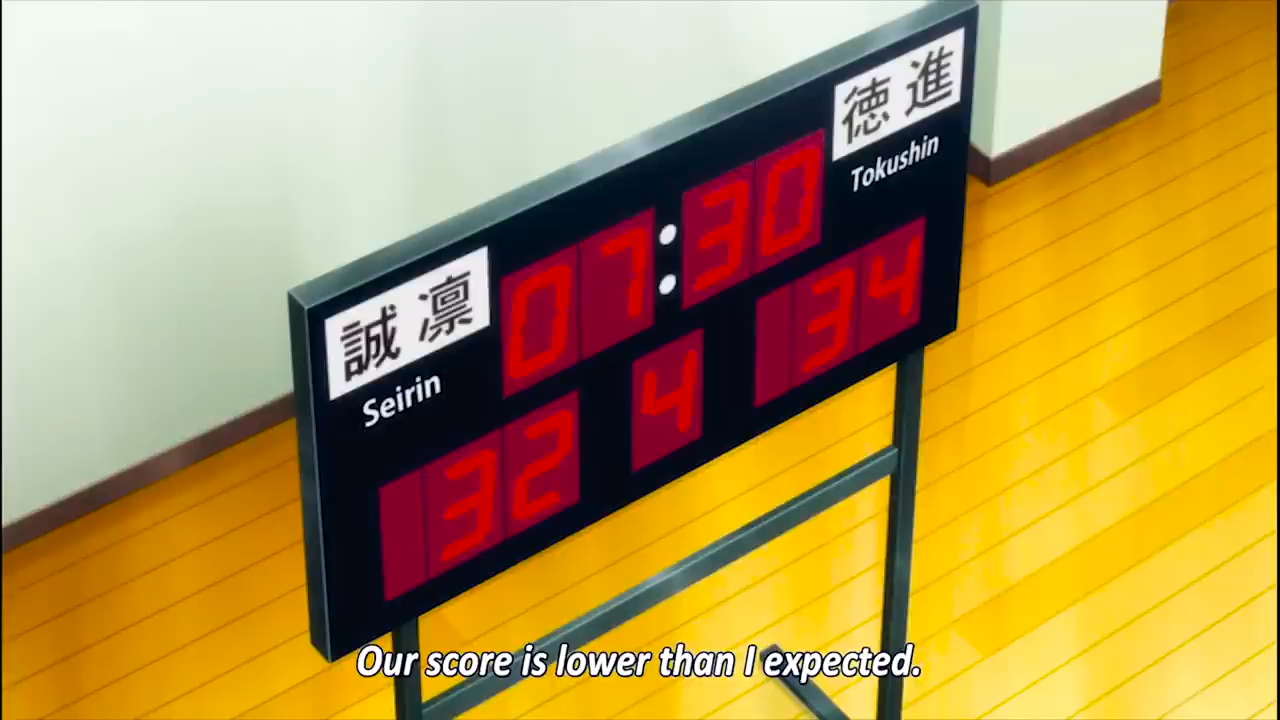 徳進
Tokushin
07:30
誠凛
Seirin
32
4
34
Our score is lower than I expected.